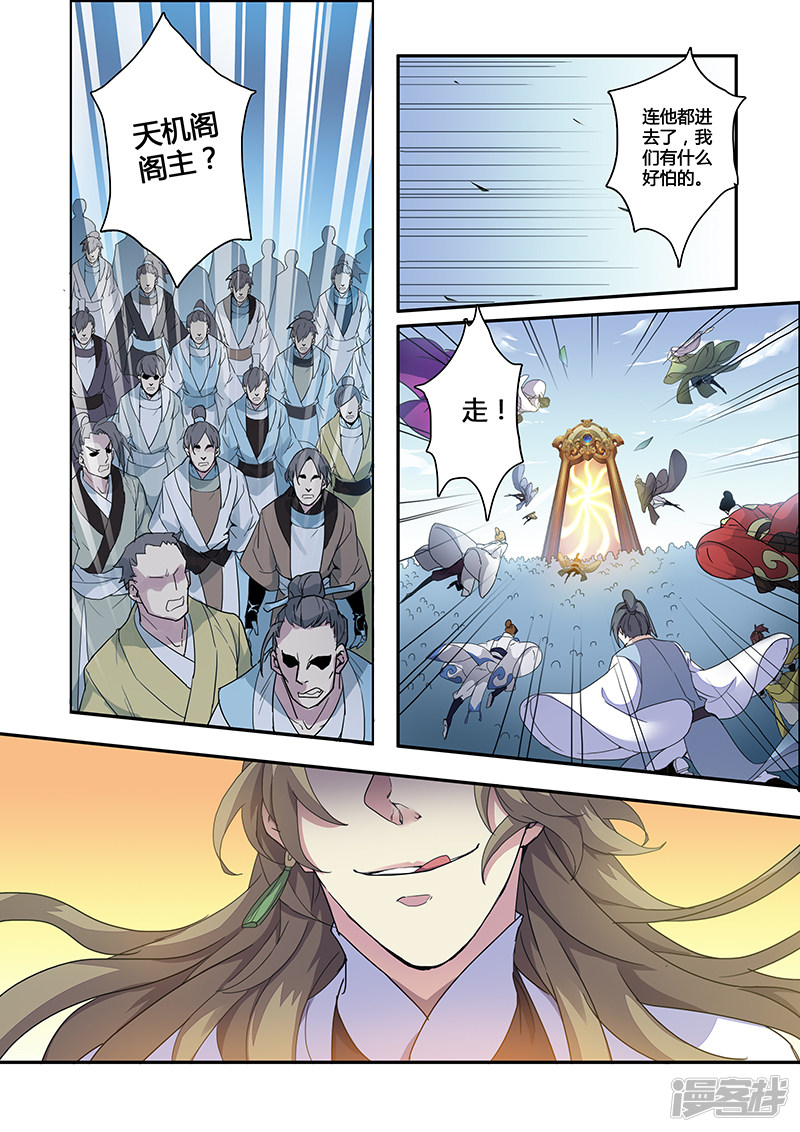 天机阁
阁主？
连他都进
去了，我
们有什么
好怕的。
走！
漫客栈